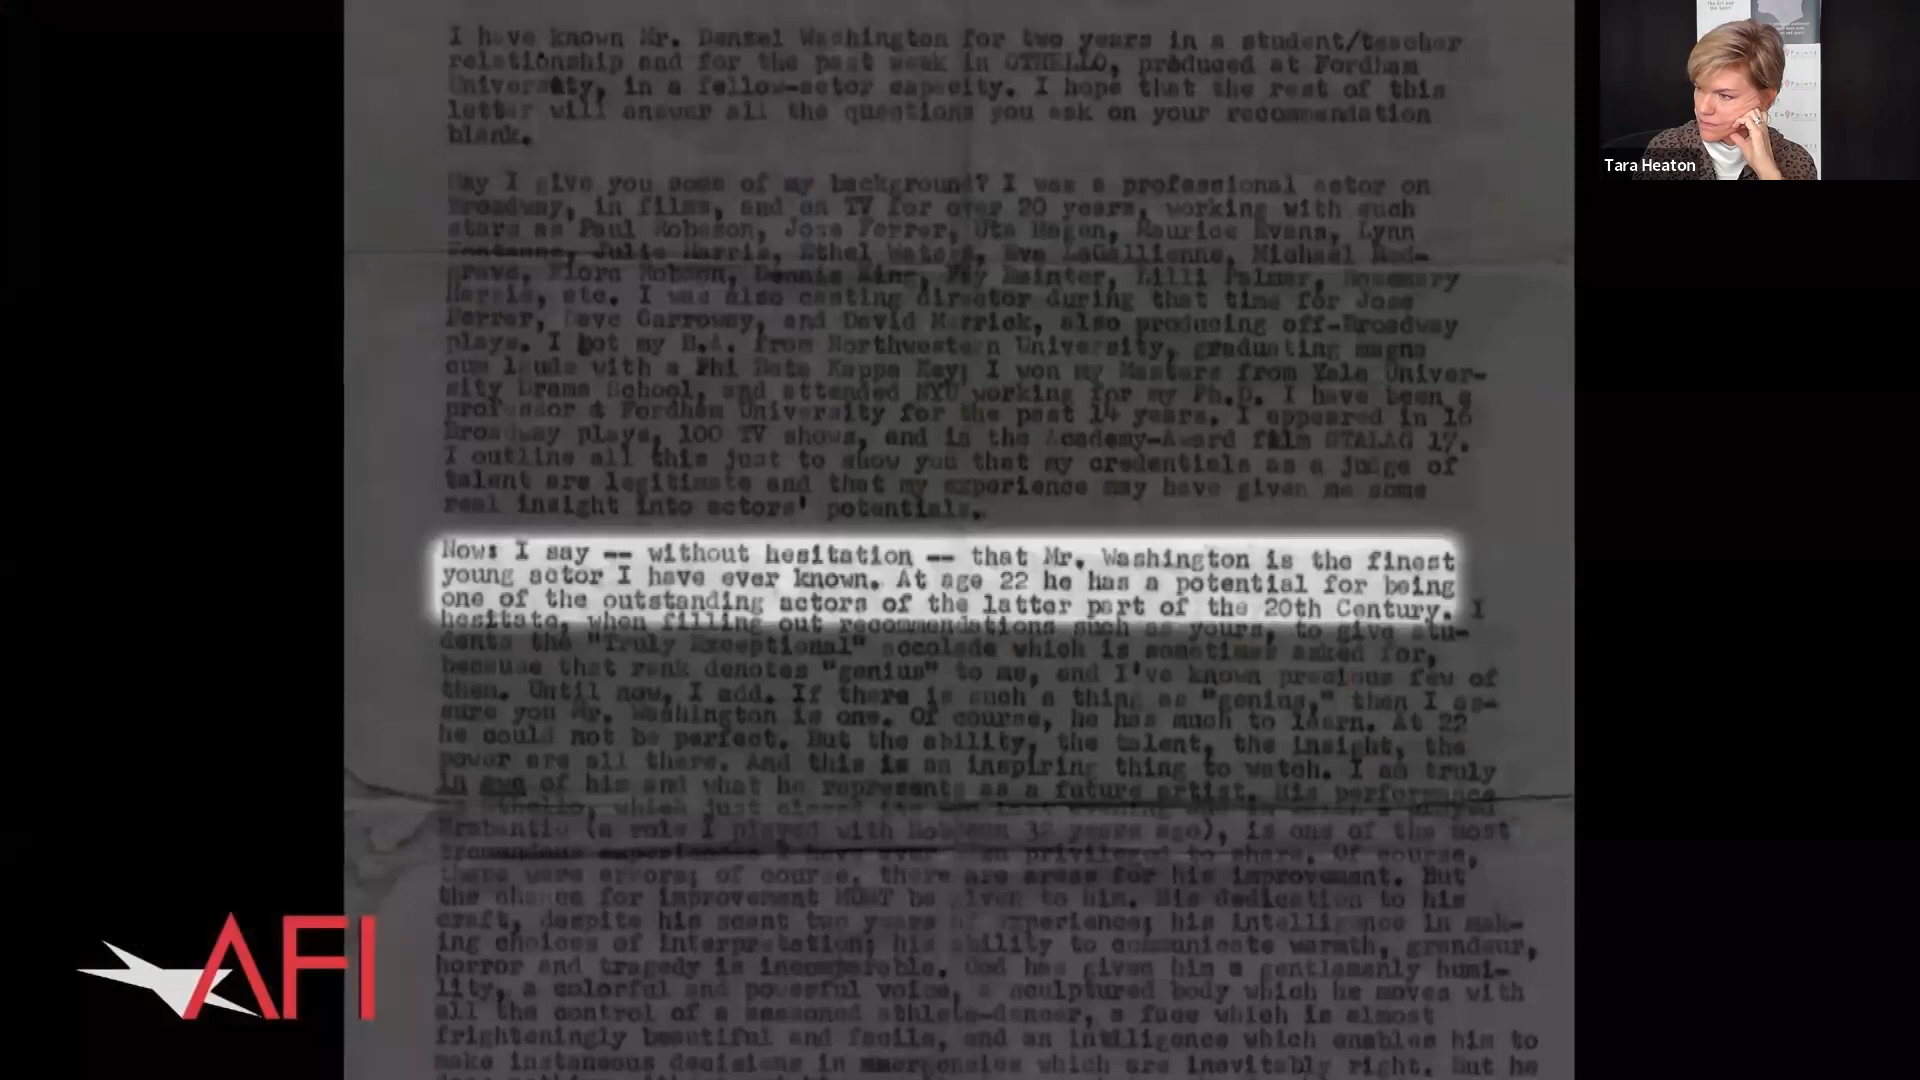 I have known Mr. Denzel Washington for two years in a student/teacher
relationship and for the past week in OTHELLO, produced at Fordham
University, in a fellow-actor capacity. I hope that the rest of this
letter will answer all the questions you ask on your recommendation
blank.
May I give you some of my background? I was a professional actor on
Broadway, in films, and on TV for over 20 years, working with such
stars as Paul Robeson, Jose Ferrer, Uta Hagen, Maurice Evans, Lynn
Fontanne, Julie Harris, Ethel Waters, Eva LeGallienne, Michael Red-
grave, Flora Robson, Dennis King, Fay Bainter, Lilli Palmer, Rosemary
Harris, etc. I was also casting director during that time for Jose
Ferrer, Dave Garroway, and David Merrick, also producing off-Broadway
plays. I got my B.A. from Northwestern University, graduating magna
cum laude with a Phi Beta Kappa Key; I won my Masters from Yale Univer-
sity Drama School, and attended NYU working for my Ph.D. I have been a
professor & Fordham University for the past 14 years. I appeared in 16
Broadway plays, 100 TV shows, and in the Academy-Award film STALAG 17.
I outline all this just to show you that my credentials as a judge of
talent are legitimate and that my experience may have given me some
real insight into actors' potentials.
Now: I say -- without hesitation -- that Mr. Washington is the finest
young actor I have ever known. At age 22 he has a potential for being
one of the outstanding actors of the latter part of the 20th Century. I
hesitate, when filling out recommendations such as yours, to give stu-
dents the "Truly Exceptional" accolade which is sometimes asked for,
because that rank denotes "genius" to me, and I've known precious few of
them. Until now, I add. If there is such a thing as "genius," then I as-
sure you Mr. Washington is one. Of course, he has much to learn. At 22
he could not be perfect. But the ability, the talent, the insight, the
power are all there. And this is an inspiring thing to watch. I am truly
in awe of him and what he represents as a future artist. His performance
Othello, which just closed its
Brabantio (a role I played with Robeson 32 years ago), is one of the most
tremendous experiences I have ever been privileged to share. Of course,
there were errors; of course, there are areas for his improvement. But
the chance for improvement MUST be given to him. His dedication to his
craft, despite his scant two years of experience; his intelligence in mak-
ing choices of interpretation; his ability to communicate warmth, grandeur,
horror and tragedy is incomparable. God has given him a gentlemanly humi-
lity, a colorful and powerful voice, a sculptured body which he moves with
all the control of a seasoned athlete-dancer, a face which is almost
frighteningly beautiful and facile, and an intelligence which enables him to
make instaneous decisions in emergencies which are inevitably right. But he
AFI
Tara Heaton